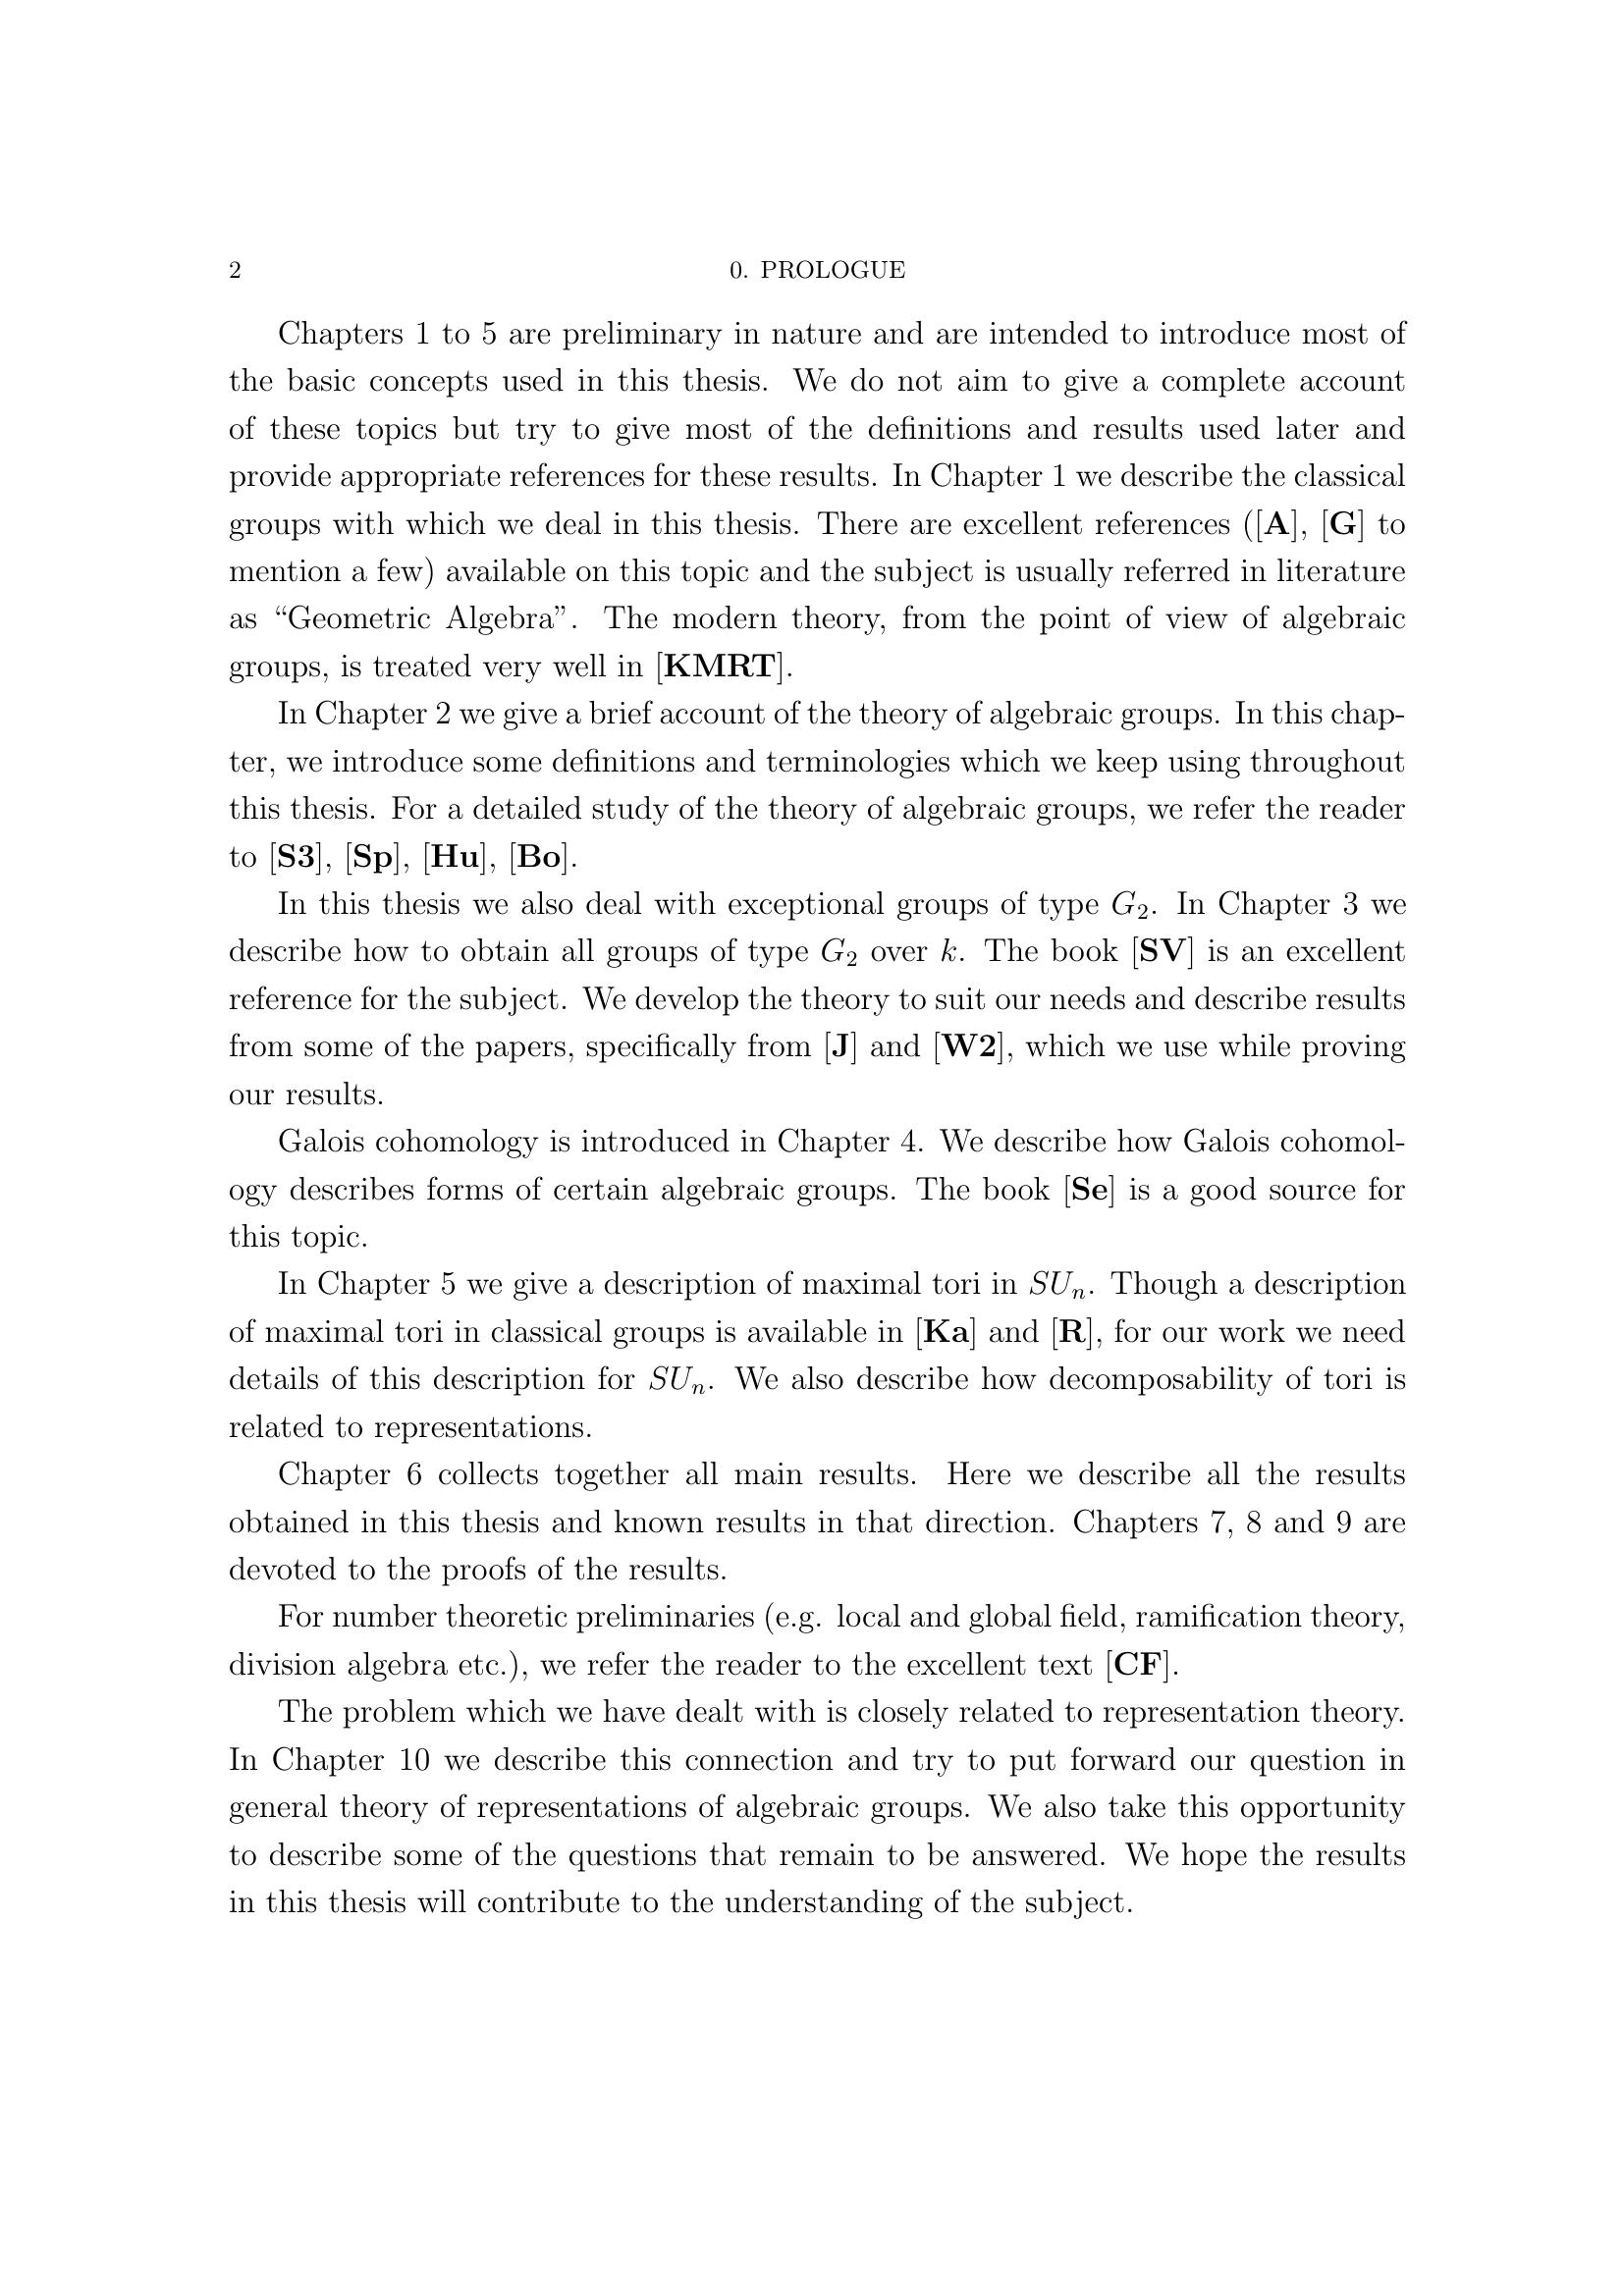 2
0. PROLOGUE
Chapters 1 to 5 are preliminary in nature and are intended to introduce most of
the basic concepts used in this thesis. We do not aim to give a complete account
of these topics but try to give most of the definitions and results used later and
provide appropriate references for these results. In Chapter 1 we describe the classical
groups with which we deal in this thesis. There are excellent references ([A], [G] to
mention a few) available on this topic and the subject is usually referred in literature
as “Geometric Algebra”. The modern theory, from the point of view of algebraic
groups, is treated very well in [KMRT].
In Chapter 2 we give a brief account of the theory of algebraic groups. In this chap-
ter, we introduce some definitions and terminologies which we keep using throughout
this thesis. For a detailed study of the theory of algebraic groups, we refer the reader
to [S3], [Sp], [Hu], [Bo].
In this thesis we also deal with exceptional groups of type G₂. In Chapter 3 we
describe how to obtain all groups of type G₂ over k. The book [SV] is an excellent
reference for the subject. We develop the theory to suit our needs and describe results
from some of the papers, specifically from [J] and [W2], which we use while proving
our results.
Galois cohomology is introduced in Chapter 4. We describe how Galois cohomol-
ogy describes forms of certain algebraic groups. The book [Se] is a good source for
this topic.
In Chapter 5 we give a description of maximal tori in SUₙ. Though a description
of maximal tori in classical groups is available in [Ka] and [R], for our work we need
details of this description for SUₙ. We also describe how decomposability of tori is
related to representations.
Chapter 6 collects together all main results. Here we describe all the results
obtained in this thesis and known results in that direction. Chapters 7, 8 and 9 are
devoted to the proofs of the results.
For number theoretic preliminaries (e.g. local and global field, ramification theory,
division algebra etc.), we refer the reader to the excellent text [CF].
The problem which we have dealt with is closely related to representation theory.
In Chapter 10 we describe this connection and try to put forward our question in
general theory of representations of algebraic groups. We also take this opportunity
to describe some of the questions that remain to be answered. We hope the results
in this thesis will contribute to the understanding of the subject.